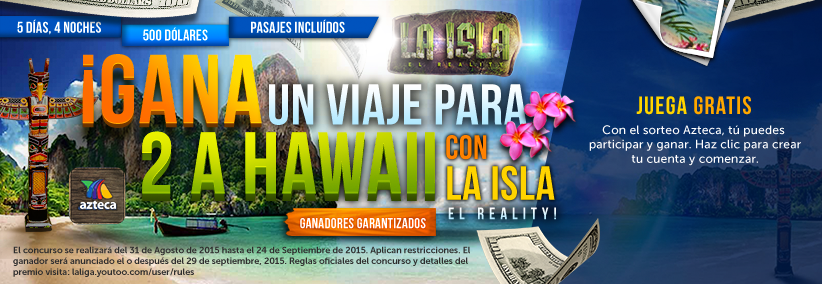 5 DÍAS, 4 NOCHES
500 DÓLARES
PASAJES INCLUÍDOS
LA ISLA
EL REALITY
¡GANA UN VIAJE PARA
2 A HAWAII CON
LA ISLA
EL REALITY!
azteca
GANADORES GARANTIZADOS
El concurso se realizará del 31 de Agosto de 2015 hasta el 24 de Septiembre de 2015. Aplican restricciones. El
ganador será anunciado el o después del 29 de septiembre, 2015. Reglas oficiales del concurso y detalles del
premio visita: laliga.youtoo.com/user/rules
JUEGA GRATIS
Con el sorteo Azteca, tú puedes
participar y ganar. Haz clic para crear
tu cuenta y comenzar.